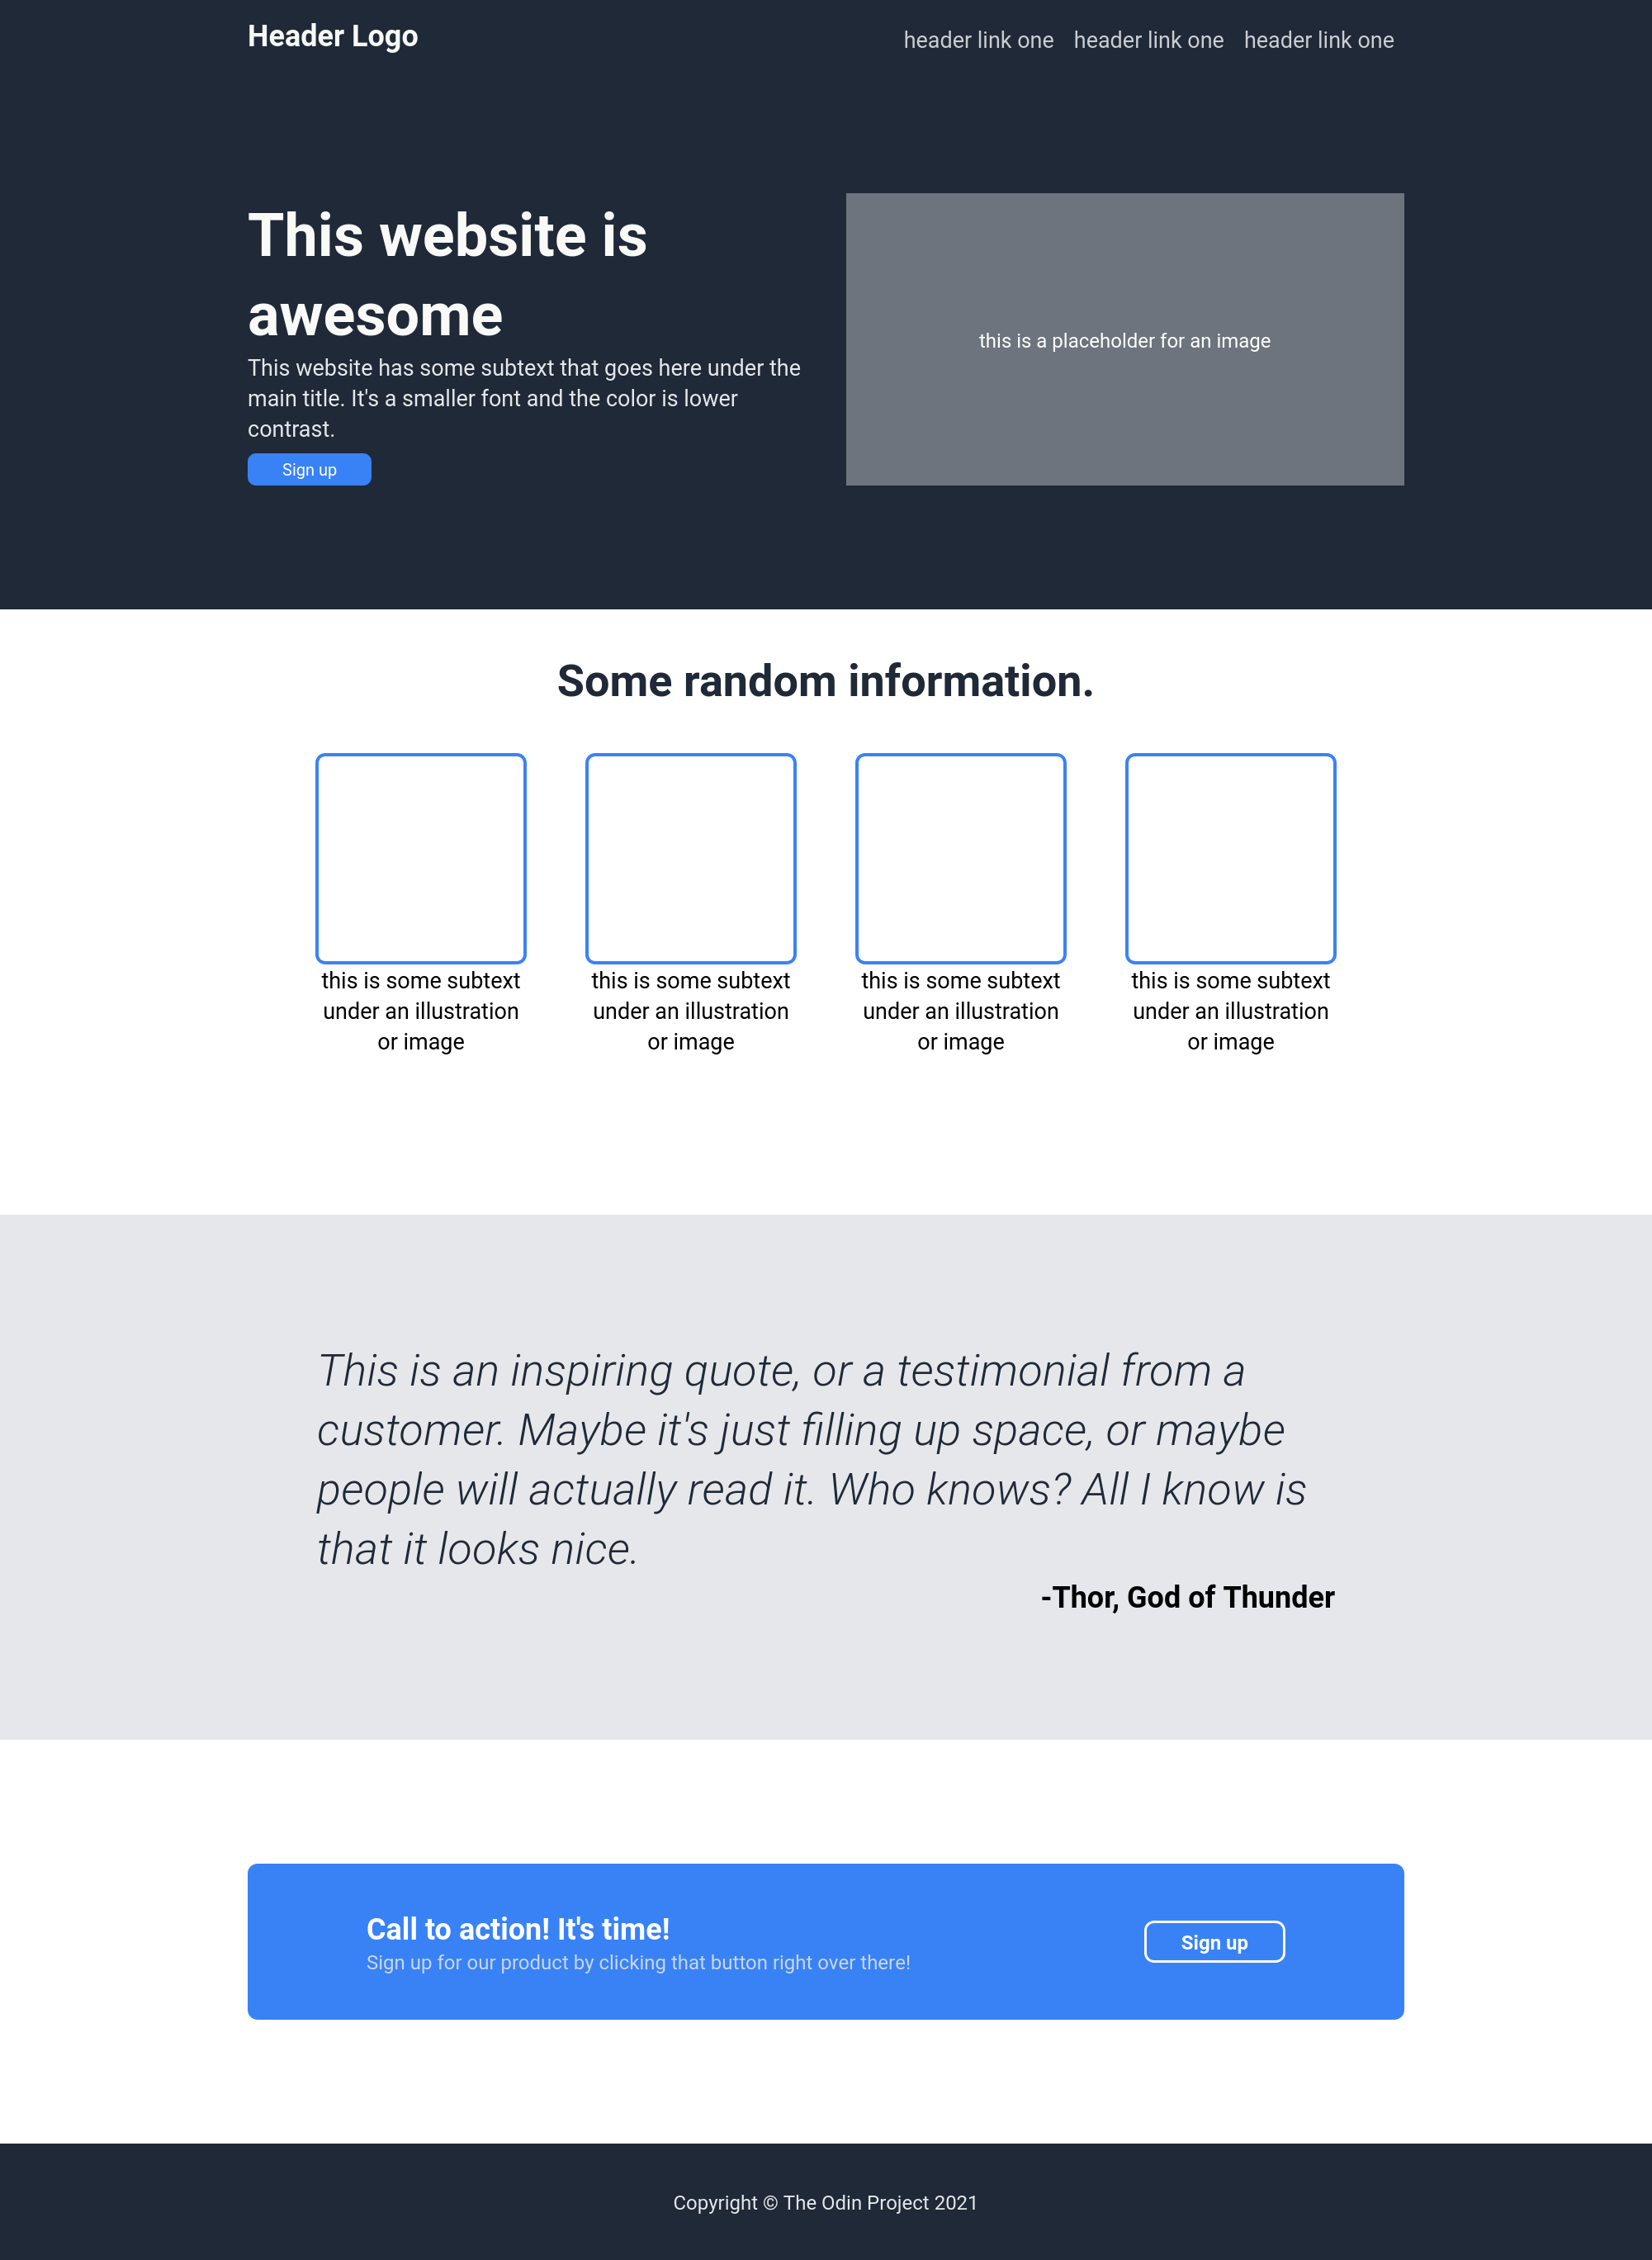 Header Logo
header link one header link one header link one
This website is
awesome
This website has some subtext that goes here under the
main title. It's a smaller font and the color is lower
contrast.
Sign up
this is a placeholder for an image
Some random information.
this is some subtext
under an illustration
or image
this is some subtext
under an illustration
or image
this is some subtext
under an illustration
or image
this is some subtext
under an illustration
or image
This is an inspiring quote, or a testimonial from a
customer. Maybe it's just filling up space, or maybe
people will actually read it. Who knows? All I know is
that it looks nice.
-Thor, God of Thunder
Call to action! It's time!
Sign up for our product by clicking that button right over there!
Sign up
Copyright © The Odin Project 2021